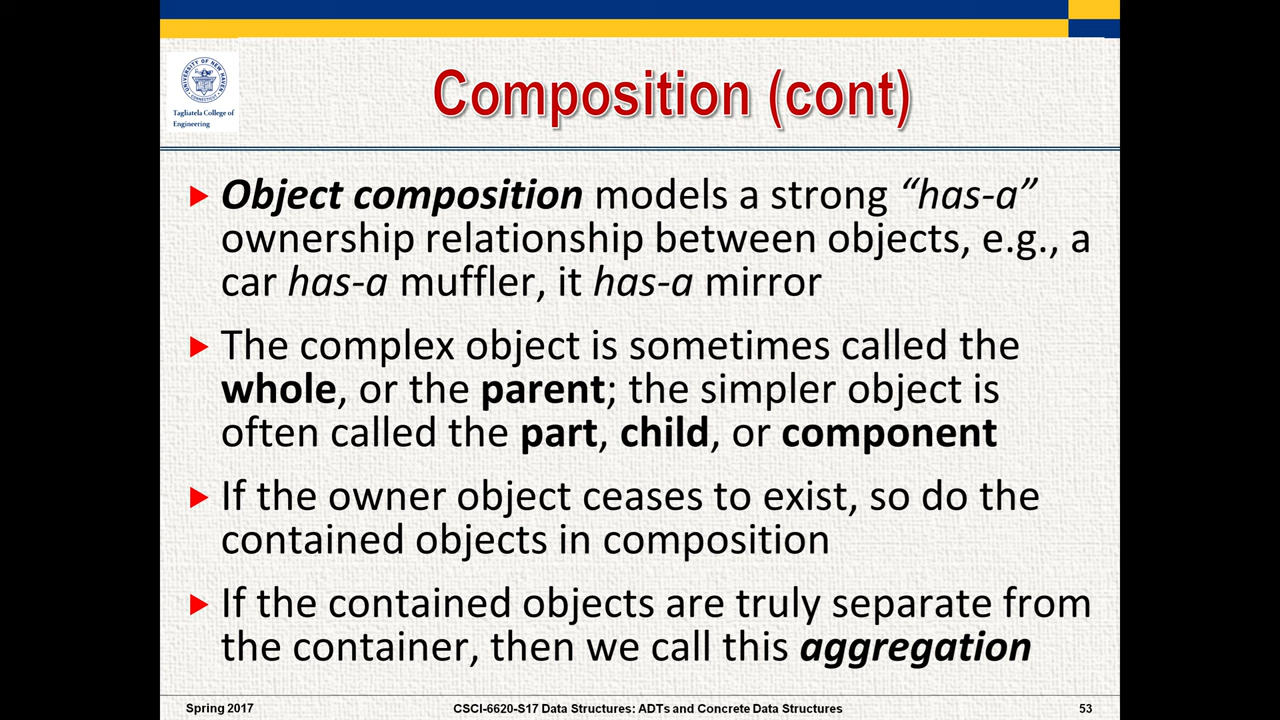 UNIVERSITY OF NEW HAVEN
Tagliatela College of
Engineering
Composition (cont)
Object composition models a strong “has-a”
ownership relationship between objects, e.g., a
car has-a muffler, it has-a mirror
The complex object is sometimes called the
whole, or the parent; the simpler object is
often called the part, child, or component
If the owner object ceases to exist, so do the
contained objects in composition
If the contained objects are truly separate from
the container, then we call this aggregation
Spring 2017
CSCI-6620-S17 Data Structures: ADTs and Concrete Data Structures
53